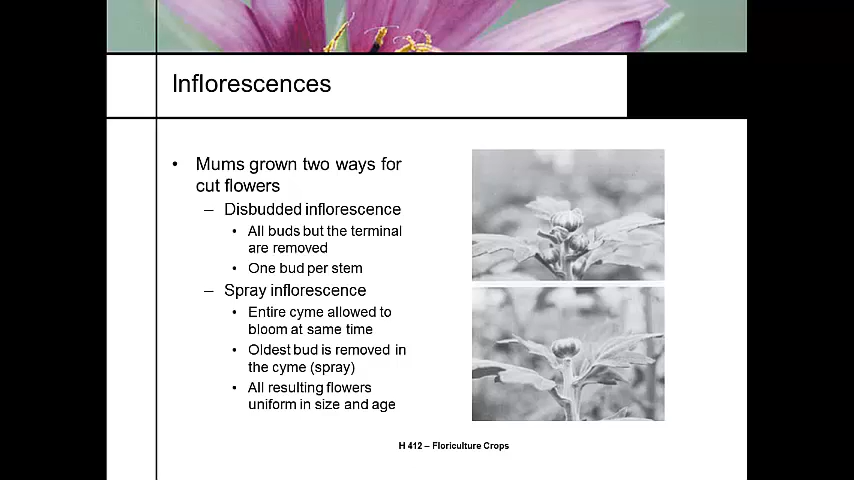 Inflorescences
• Mums grown two ways for
cut flowers
– Disbudded inflorescence
• All buds but the terminal
are removed
• One bud per stem
– Spray inflorescence
• Entire cyme allowed to
bloom at same time
• Oldest bud is removed in
the cyme (spray)
• All resulting flowers
uniform in size and age
H 412 – Floriculture Crops